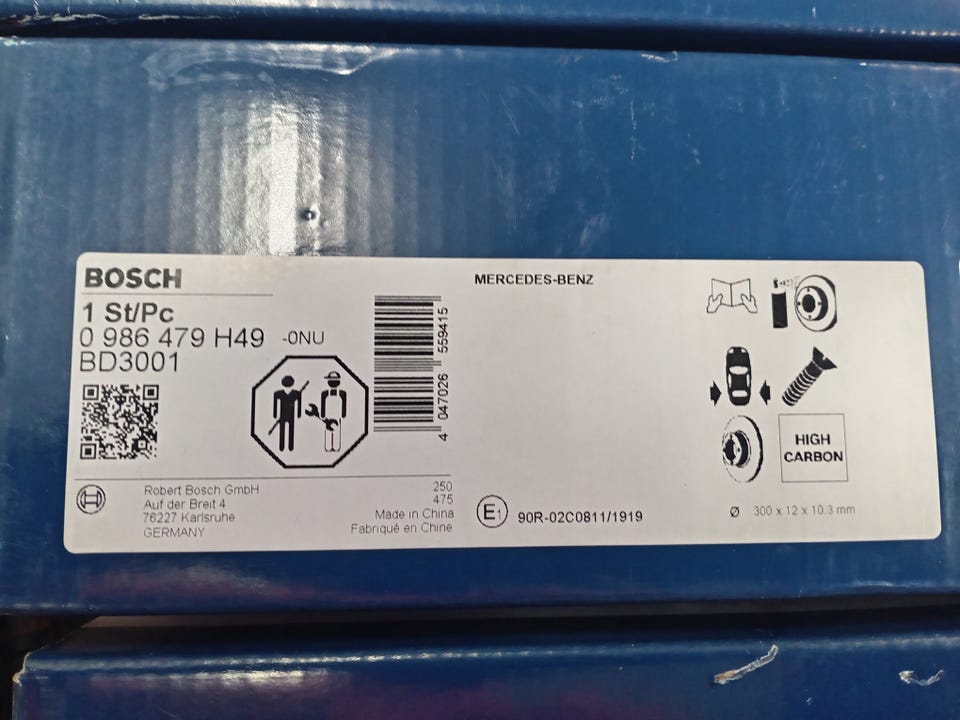 BOSCH
1 St/Pc
0 986 479 H49 -0NU
BD3001
4 047026 559415
Robert Bosch GmbH
Auf der Breit 4
76227 Karlsruhe
GERMANY
250
475
Made in China
Fabriqué en Chine
MERCEDES-BENZ
E1 90R-02C0811/1919
HIGH
CARBON
Ø 300 x 12 x 10.3 mm